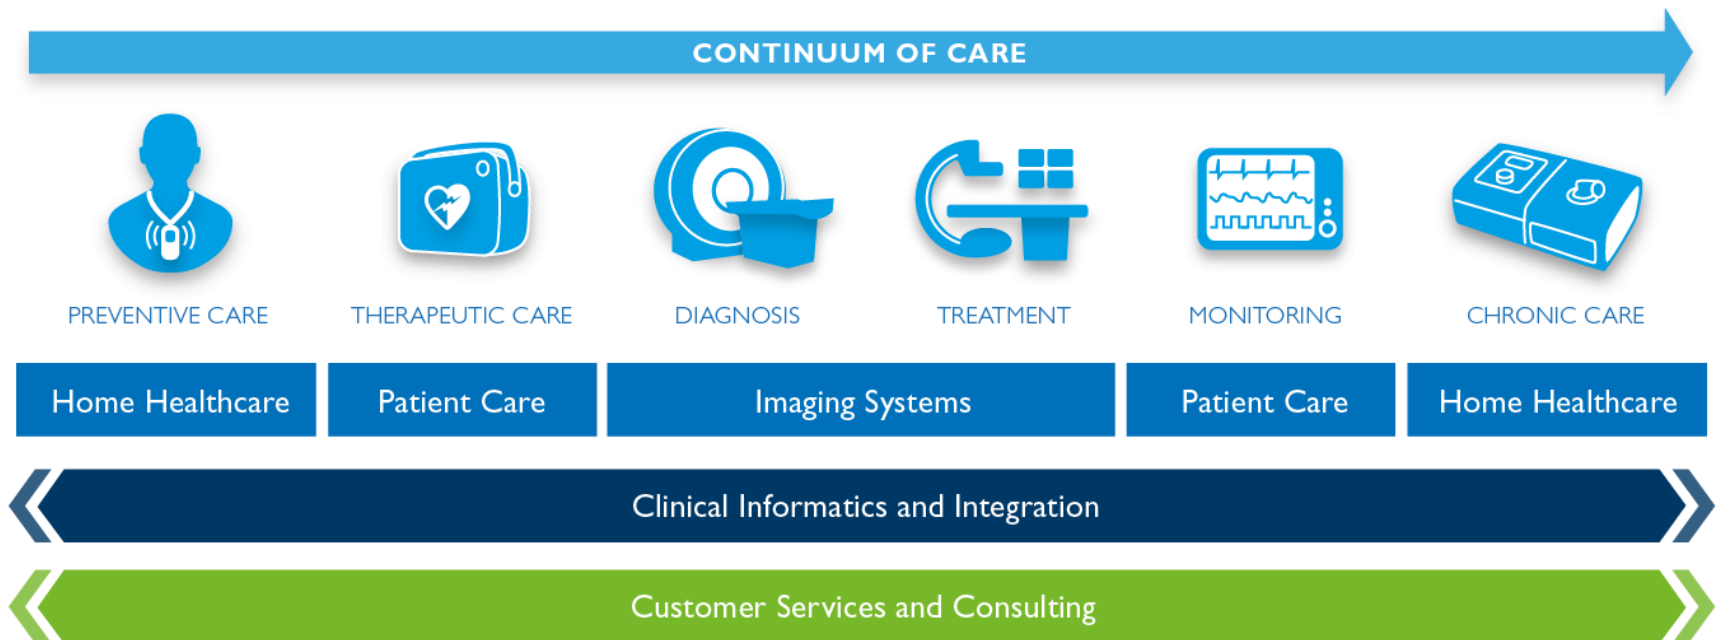 CONTINUUM OF CARE
PREVENTIVE CARE
THERAPEUTIC CARE
DIAGNOSIS
TREATMENT
MONITORING
CHRONIC CARE
Home Healthcare
Patient Care
Imaging Systems
Patient Care
Home Healthcare
Clinical Informatics and Integration
Customer Services and Consulting